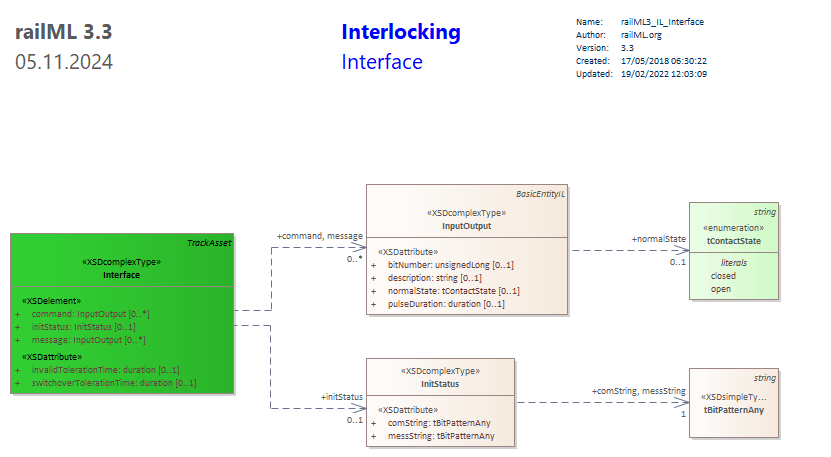 railML 3.3
05.11.2024
Interlocking
Interface
Name: railML3_IL_Interface
Author: railML.org
Version: 3.3
Created: 17/05/2018 06:30:22
Updated: 19/02/2022 12:03:09
TrackAsset
«XSDcomplexType»
Interface
«XSDelement»
+ command: InputOutput [0..*]
+ initStatus: InitStatus [0..1]
+ message: InputOutput [0..*]
«XSDattribute»
+ invalidTolerationTime: duration [0..1]
+ switchoverTolerationTime: duration [0..1]
+command, message
0..*
BasicEntityIL
«XSDcomplexType»
InputOutput
«XSDattribute»
+ bitNumber: unsignedLong [0..1]
+ description: string [0..1]
+ normalState: tContactState [0..1]
+ pulseDuration: duration [0..1]
+normalState
0..1
string
«enumeration»
tContactState
literals
closed
open
+initStatus
0..1
«XSDcomplexType»
InitStatus
«XSDattribute»
+ comString: tBitPatternAny
+ messString: tBitPatternAny
+comString, messString
1
string
«XSDsimpleTy...
tBitPatternAny